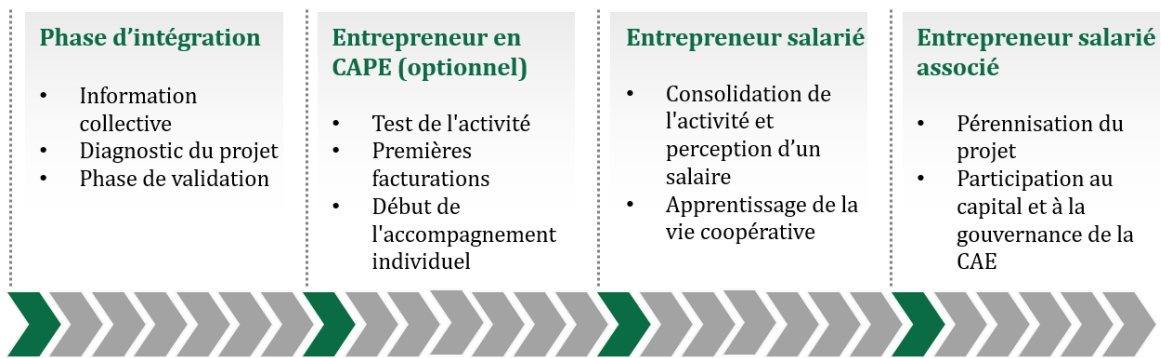 Phase d’intégration
• Information
collective
• Diagnostic du projet
• Phase de validation
Entrepreneur en
CAPE (optionnel)
• Test de l'activité
• Premières
facturations
• Début de
l'accompagnement
individuel
Entrepreneur salarié
• Consolidation de
l'activité et
perception d’un
salaire
• Apprentissage de la
vie coopérative
Entrepreneur salarié
associé
• Pérennisation du
projet
• Participation au
capital et à la
gouvernance de la
CAE